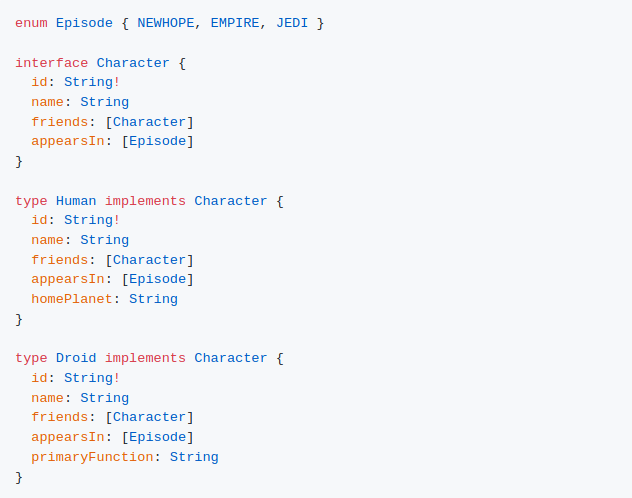 enum Episode { NEWHOPE, EMPIRE, JEDI }

interface Character {
  id: String!
  name: String
  friends: [Character]
  appearsIn: [Episode]
}

type Human implements Character {
  id: String!
  name: String
  friends: [Character]
  appearsIn: [Episode]
  homePlanet: String
}

type Droid implements Character {
  id: String!
  name: String
  friends: [Character]
  appearsIn: [Episode]
  primaryFunction: String
}